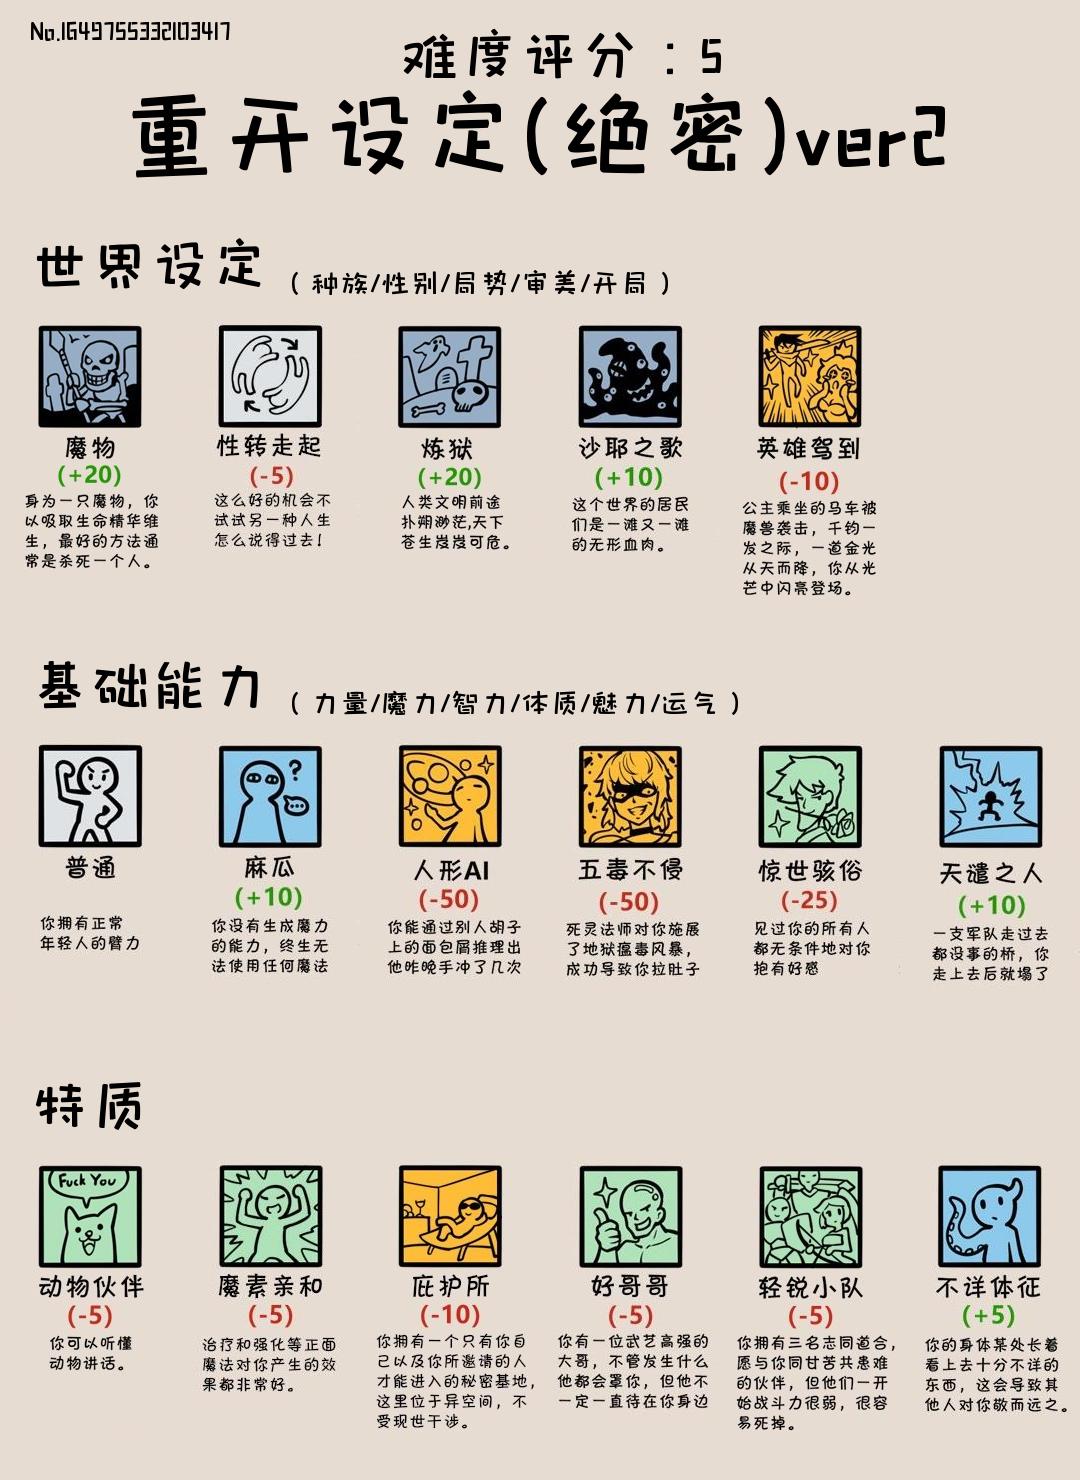 No.1649755332103417
难度评分：5
重开设定(绝密)ver2
世界设定 ( 种族/性别/局势/审美/开局 )
魔物
(+20)
身为一只魔物，你
以吸取生命精华维
生，最好的方法通
常是杀死一个人。
性转走起
(-5)
这么好的机会不
试试另一种人生
怎么说得过去！
炼狱
(+20)
人类文明前途
扑朔渺茫,天下
苍生岌岌可危。
沙耶之歌
(+10)
这个世界的居民
们是一滩又一滩
的无形血肉。
英雄驾到
(-10)
公主乘坐的马车被
魔兽袭击，千钧一
发之际，一道金光
从天而降，你从光
芒中闪亮登场。
基础能力 ( 力量/魔力/智力/体质/魅力/运气 )
普通
你拥有正常
年轻人的臂力
麻瓜
(+10)
你没有生成魔力
的能力，终生无
法使用任何魔法
人形AI
(-50)
你能通过别人胡子
上的面包屑推理出
他昨晚手冲了几次
五毒不侵
(-50)
死灵法师对你施展
了地狱瘟毒风暴，
成功导致你拉肚子
惊世骇俗
(-25)
见过你的所有人
都无条件地对你
抱有好感
天谴之人
(+10)
一支军队走过去
都没事的桥，你
走上去后就塌了
特质
Fuck You
动物伙伴
(-5)
你可以听懂
动物讲话。
魔素亲和
(-5)
治疗和强化等正面
魔法对你产生的效
果都非常好。
庇护所
(-10)
你拥有一个只有你自
己以及你所邀请的人
才能进入的秘密基地，
这里位于异空间，不
受现世干涉。
好哥哥
(-5)
你有一位武艺高强的
大哥，不管发生什么
他都会罩你，但他不
一定一直待在你身边
轻锐小队
(-5)
你拥有三名志同道合，
愿与你同甘苦共患难
的伙伴，但他们一开
始战斗力很弱，很容
易死掉。
不详体征
(+5)
你的身体某处长着
看上去十分不详的
东西，这会导致其
他人对你敬而远之。